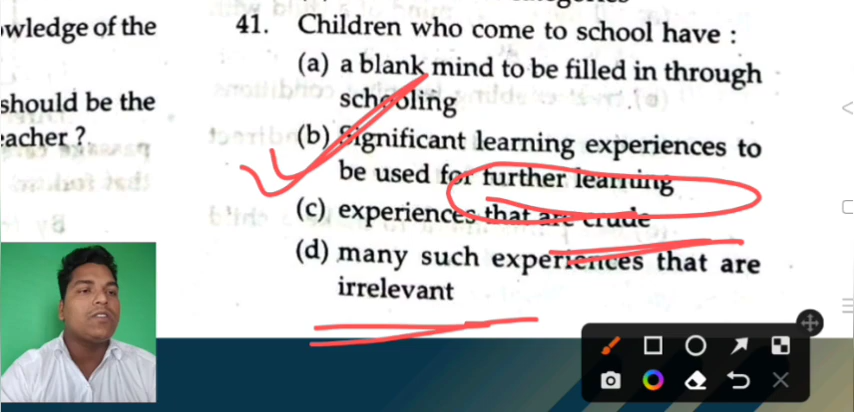 wledge of the
should be the
acher ?
41. Children who come to school have :
(a) a blank mind to be filled in through
schooling
(b) Significant learning experiences to
be used for further learning
(c) experiences that are crude
(d) many such experiences that are
irrelevant